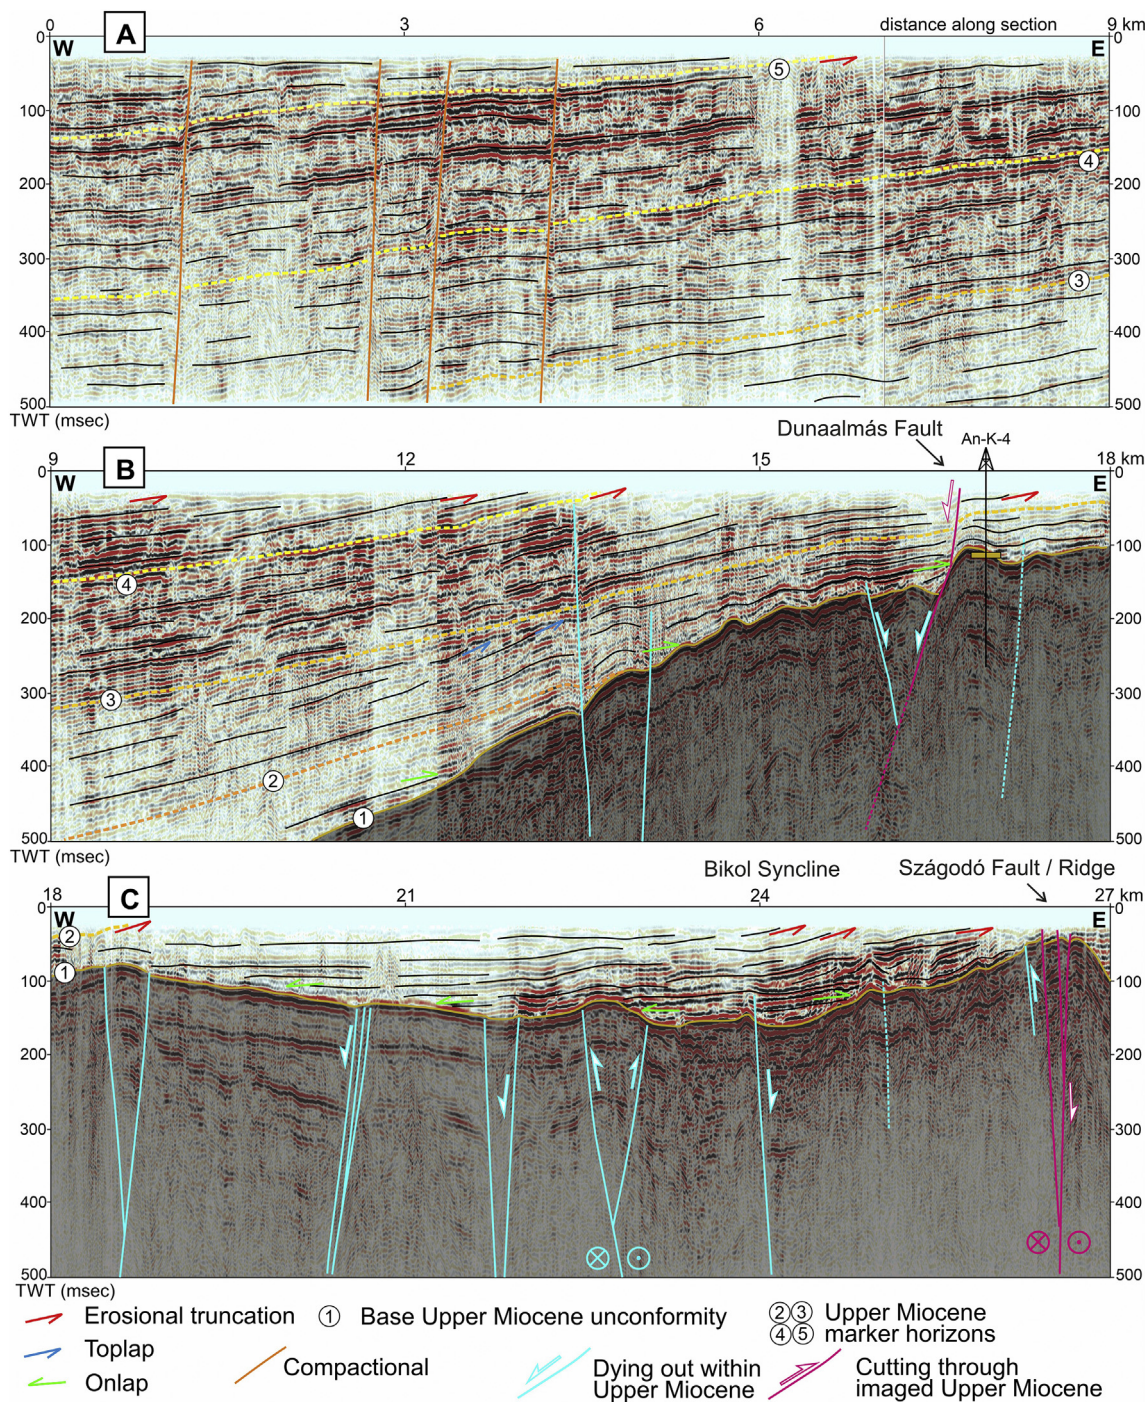 0 3 6 distance along section 9 km
A
W E
0 0
5
100 100
4
200 200
300 300
3
400 400
500 500
TWT (msec)
Dunaalmás Fault
An-K-4
9 12 15 18 km
B
W E
0 0
100 100
4
200 200
300 300
3
400 400
2
1
500 500
TWT (msec)
Bikol Syncline Szágodó Fault / Ridge
18 21 24 27 km
C
W E
0 0
2
1
100 100
200 200
300 300
400 400
500 500
TWT (msec)
Erosional truncation 1 Base Upper Miocene unconformity 2 3 Upper Miocene
4 5 marker horizons
Toplap
Compactional Dying out within Cutting through
Onlap Upper Miocene imaged Upper Miocene